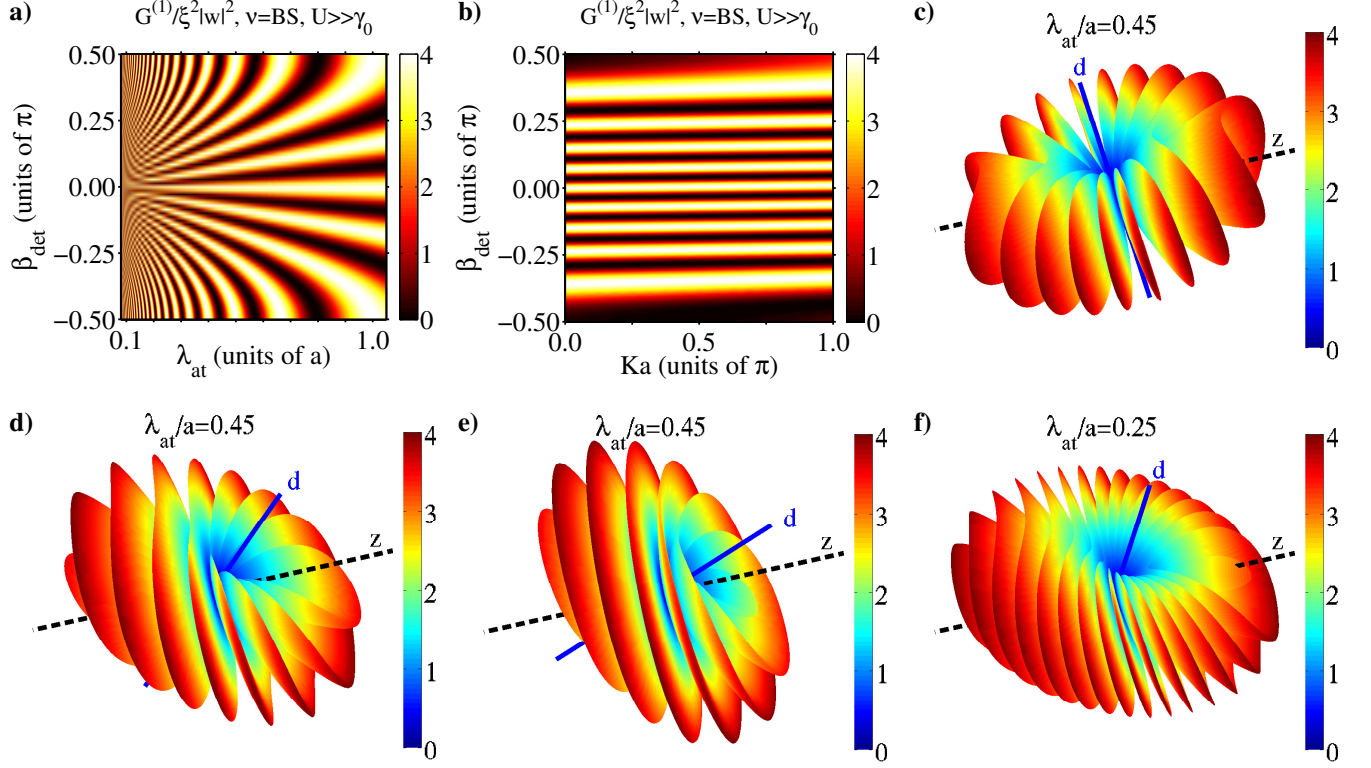 a)
G(1)/ξ2|w|2, ν=BS, U>>γ0
0.50
0.25
0.00
−0.25
−0.50
βdet (units of π)
0.1
1.0
λat (units of a)
4
3
2
1
0
b)
G(1)/ξ2|w|2, ν=BS, U>>γ0
0.50
0.25
0.00
−0.25
−0.50
βdet (units of π)
0.0
0.5
1.0
Ka (units of π)
4
3
2
1
0
c)
λat/a=0.45
d
z
4
3
2
1
0
d)
λat/a=0.45
d
z
4
3
2
1
0
e)
λat/a=0.45
d
z
4
3
2
1
0
f)
λat/a=0.25
d
z
4
3
2
1
0